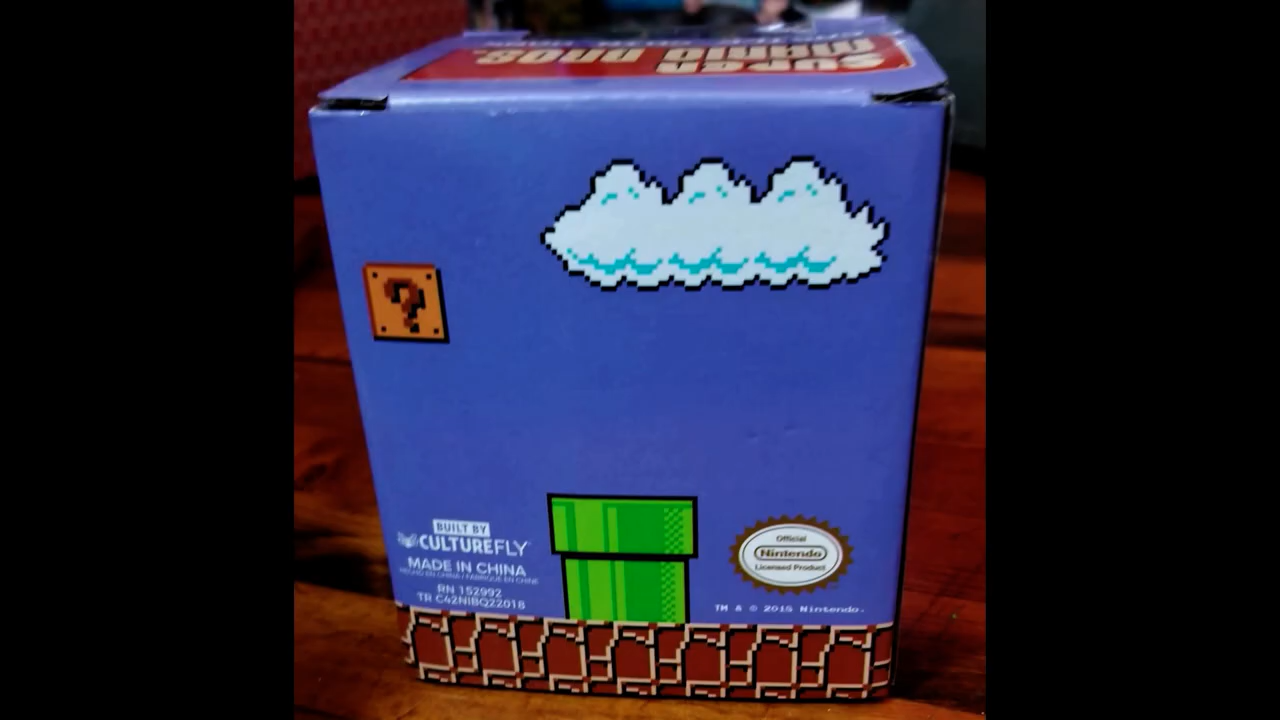 SUPER
MARIO BROS.
?
BUILT BY
CULTUREFLY
MADE IN CHINA
HECHO EN CHINA / FABRIQUÉ EN CHINE
RN 152992
TR C42NIBQ22018
Official
Nintendo
Licensed Product
TM & © 2015 Nintendo.